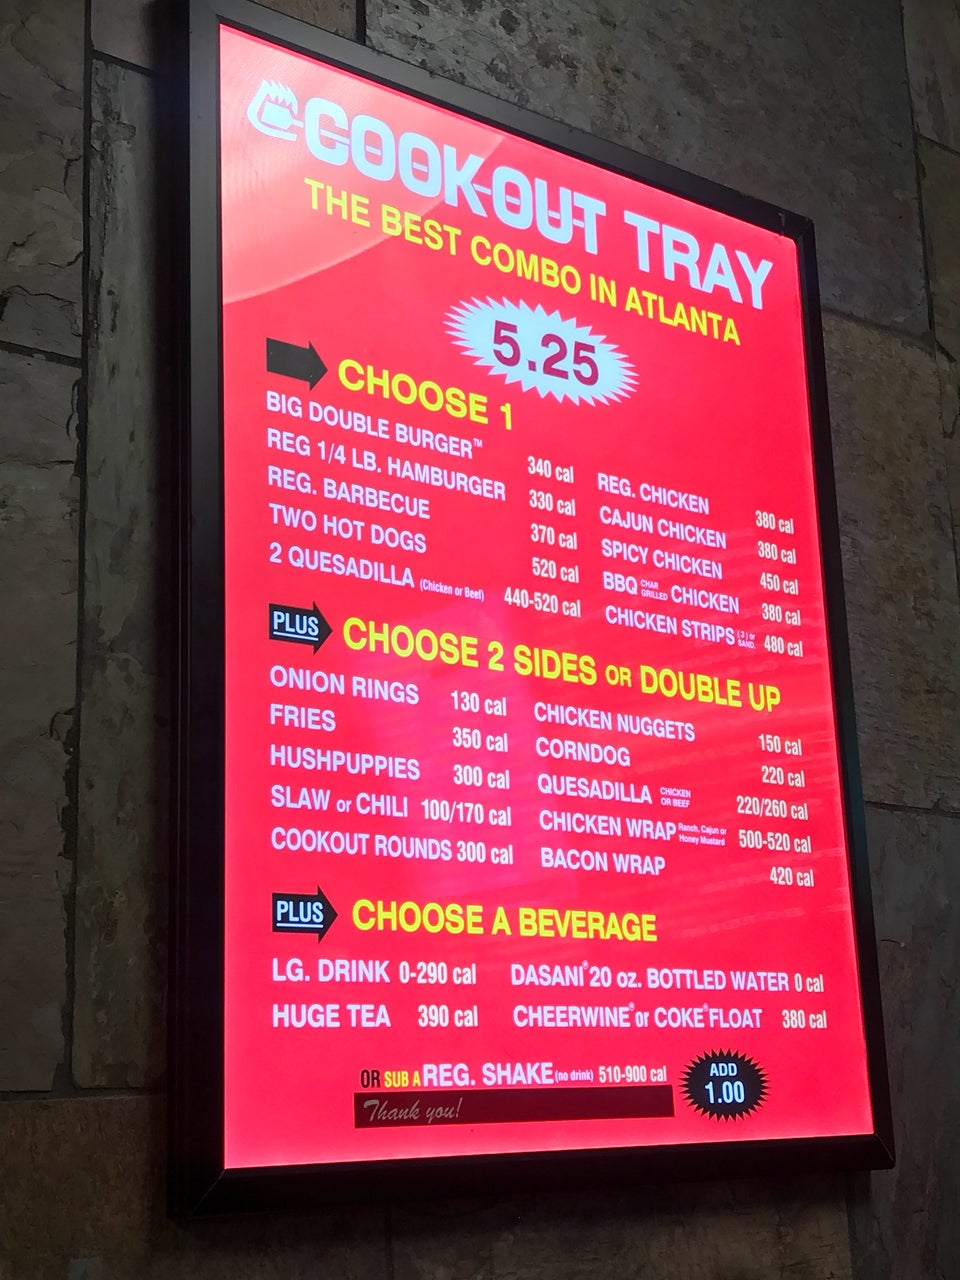 COOK-OUT TRAY
THE BEST COMBO IN ATLANTA
5.25
CHOOSE 1
BIG DOUBLE BURGER™ 340 cal
REG 1/4 LB. HAMBURGER 330 cal
REG. BARBECUE 370 cal
TWO HOT DOGS 520 cal
2 QUESADILLA (Chicken or Beef) 440-520 cal
REG. CHICKEN 380 cal
CAJUN CHICKEN 380 cal
SPICY CHICKEN 450 cal
BBQ CHAR GRILLED CHICKEN 380 cal
CHICKEN STRIPS (3) or SAND. 480 cal
PLUS CHOOSE 2 SIDES OR DOUBLE UP
ONION RINGS 130 cal
FRIES 350 cal
HUSHPUPPIES 300 cal
SLAW or CHILI 100/170 cal
COOKOUT ROUNDS 300 cal
CHICKEN NUGGETS 150 cal
CORNDOG 220 cal
QUESADILLA CHICKEN OR BEEF 220/260 cal
CHICKEN WRAP Ranch, Cajun or Honey Mustard 500-520 cal
BACON WRAP 420 cal
PLUS CHOOSE A BEVERAGE
LG. DRINK 0-290 cal
HUGE TEA 390 cal
DASANI® 20 oz. BOTTLED WATER 0 cal
CHEERWINE® or COKE® FLOAT 380 cal
OR SUB A REG. SHAKE (no drink) 510-900 cal
ADD
1.00
Thank you!